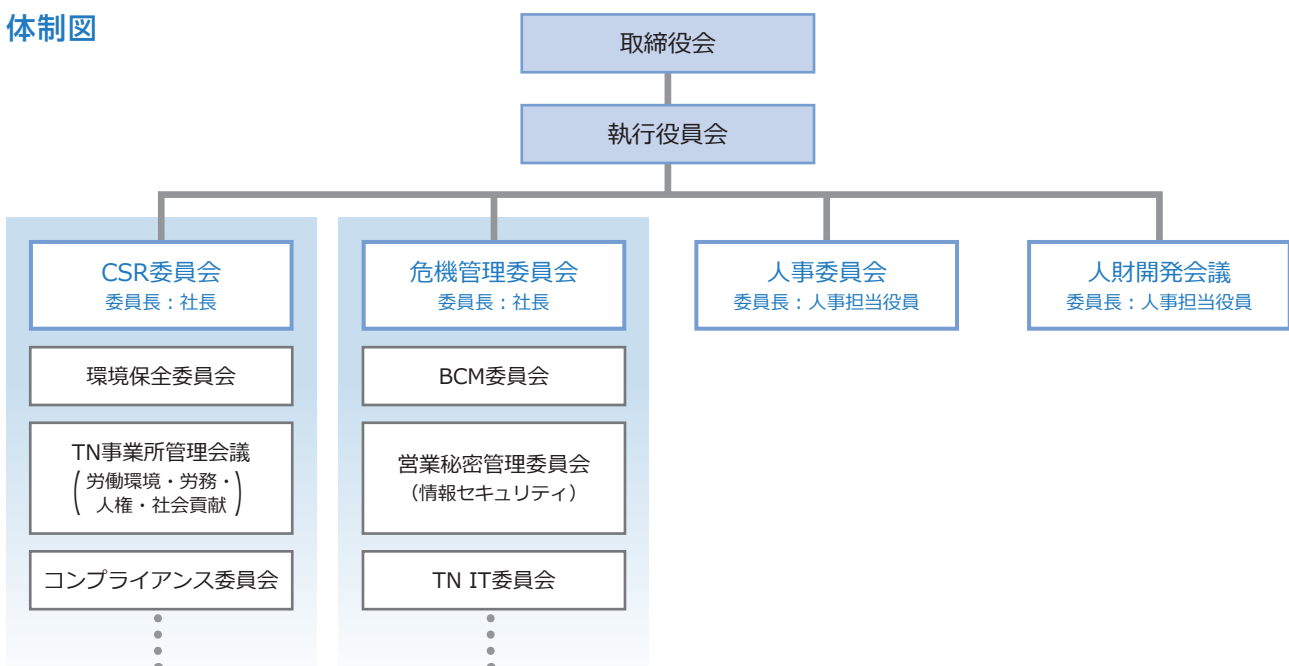 体制図
取締役会
執行役員会
CSR委員会
委員長：社長
危機管理委員会
委員長：社長
人事委員会
委員長：人事担当役員
人財開発会議
委員長：人事担当役員
環境保全委員会
TN事業所管理会議
(労働環境・労務・
人権・社会貢献)
コンプライアンス委員会
BCM委員会
営業秘密管理委員会
（情報セキュリティ）
TN IT委員会